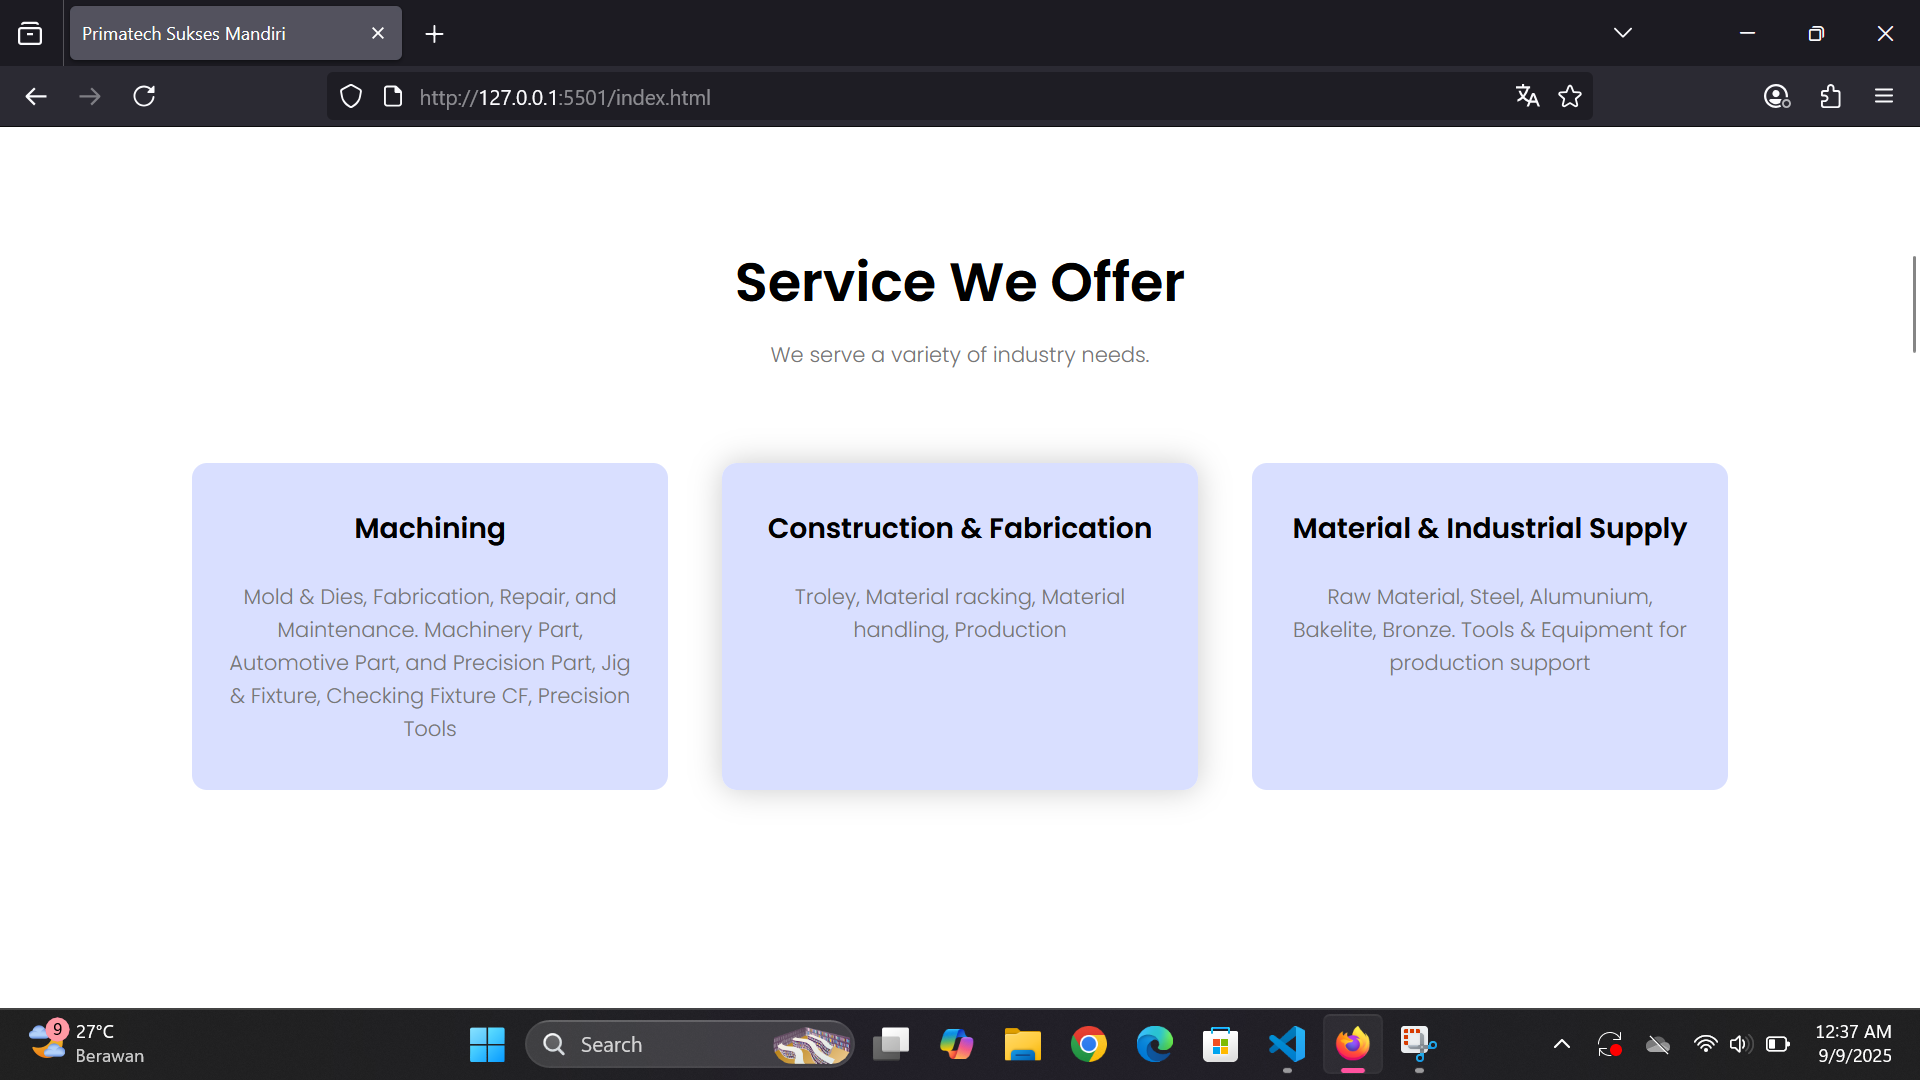 Primatech Sukses Mandiri
http://127.0.0.1:5501/index.html
Service We Offer
We serve a variety of industry needs.
Machining
Mold & Dies, Fabrication, Repair, and
Maintenance. Machinery Part,
Automotive Part, and Precision Part, Jig
& Fixture, Checking Fixture CF, Precision
Tools
Construction & Fabrication
Troley, Material racking, Material
handling, Production
Material & Industrial Supply
Raw Material, Steel, Alumunium,
Bakelite, Bronze. Tools & Equipment for
production support
9
27°C
Berawan
Search
12:37 AM
9/9/2025